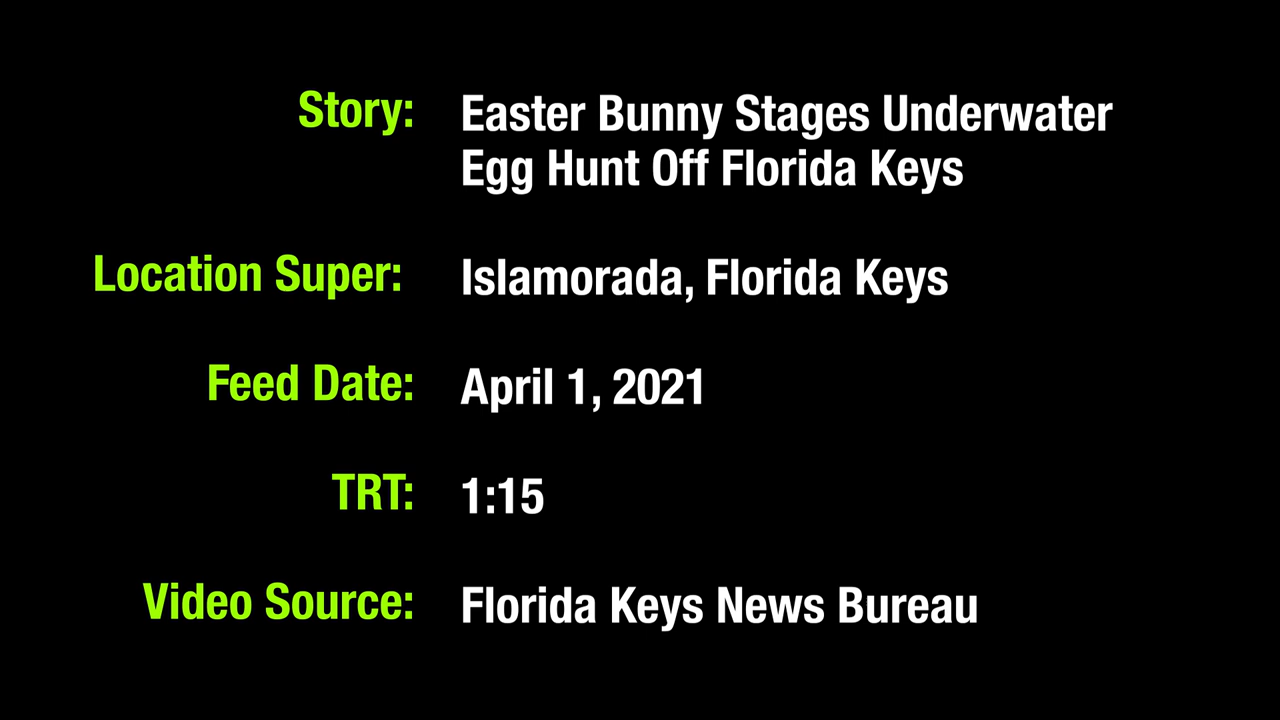 Story: Easter Bunny Stages Underwater
Egg Hunt Off Florida Keys
Location Super: Islamorada, Florida Keys
Feed Date: April 1, 2021
TRT: 1:15
Video Source: Florida Keys News Bureau